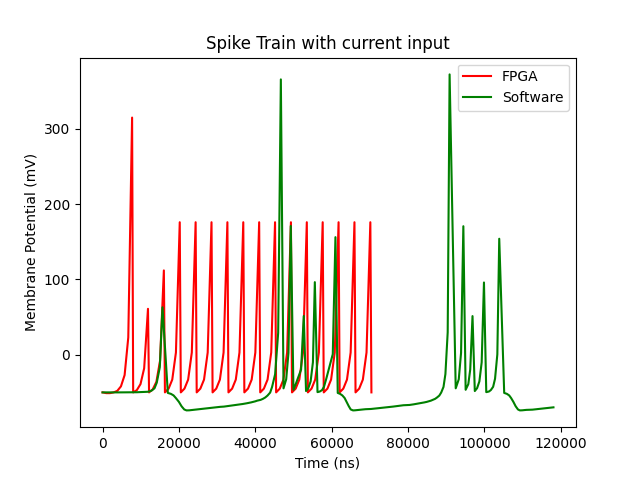 Spike Train with current input
FPGA
Software
Membrane Potential (mV)
300
200
100
0
0 20000 40000 60000 80000 100000 120000
Time (ns)